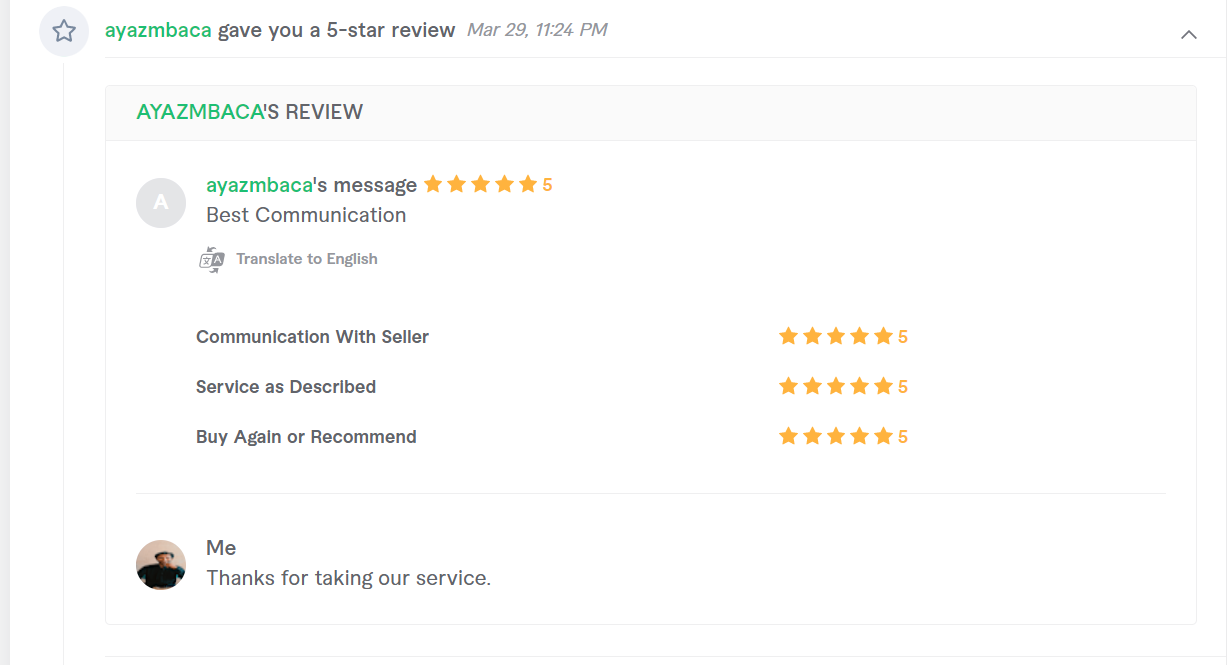 ayazmbaca gave you a 5-star review Mar 29, 11:24 PM
AYAZMBACA'S REVIEW
A
ayazmbaca's message 5
Best Communication
Translate to English
Communication With Seller 5
Service as Described 5
Buy Again or Recommend 5
Me
Thanks for taking our service.